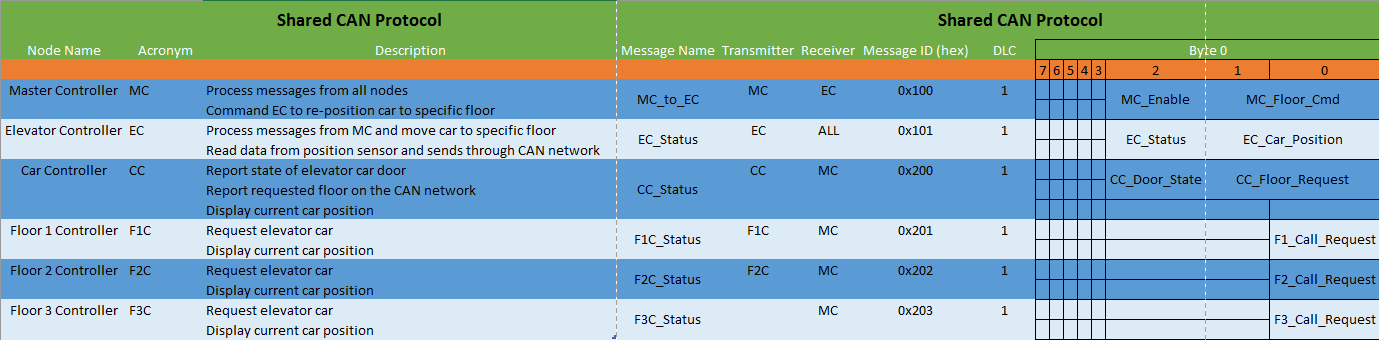 Shared CAN Protocol Shared CAN Protocol
Node Name Acronym Description Message Name Transmitter Receiver Message ID (hex) DLC Byte 0
7 6 5 4 3 2 1 0
Master Controller MC Process messages from all nodes MC_to_EC MC EC 0x100 1 MC_Enable MC_Floor_Cmd
Command EC to re-position car to specific floor
Elevator Controller EC Process messages from MC and move car to specific floor EC_Status EC ALL 0x101 1 EC_Status EC_Car_Position
Read data from position sensor and sends through CAN network
Car Controller CC Report state of elevator car door CC_Status CC MC 0x200 1 CC_Door_State CC_Floor_Request
Report requested floor on the CAN network
Display current car position
Floor 1 Controller F1C Request elevator car F1C_Status F1C MC 0x201 1 F1_Call_Request
Display current car position
Floor 2 Controller F2C Request elevator car F2C_Status F2C MC 0x202 1 F2_Call_Request
Display current car position
Floor 3 Controller F3C Request elevator car F3C_Status MC 0x203 1 F3_Call_Request
Display current car position